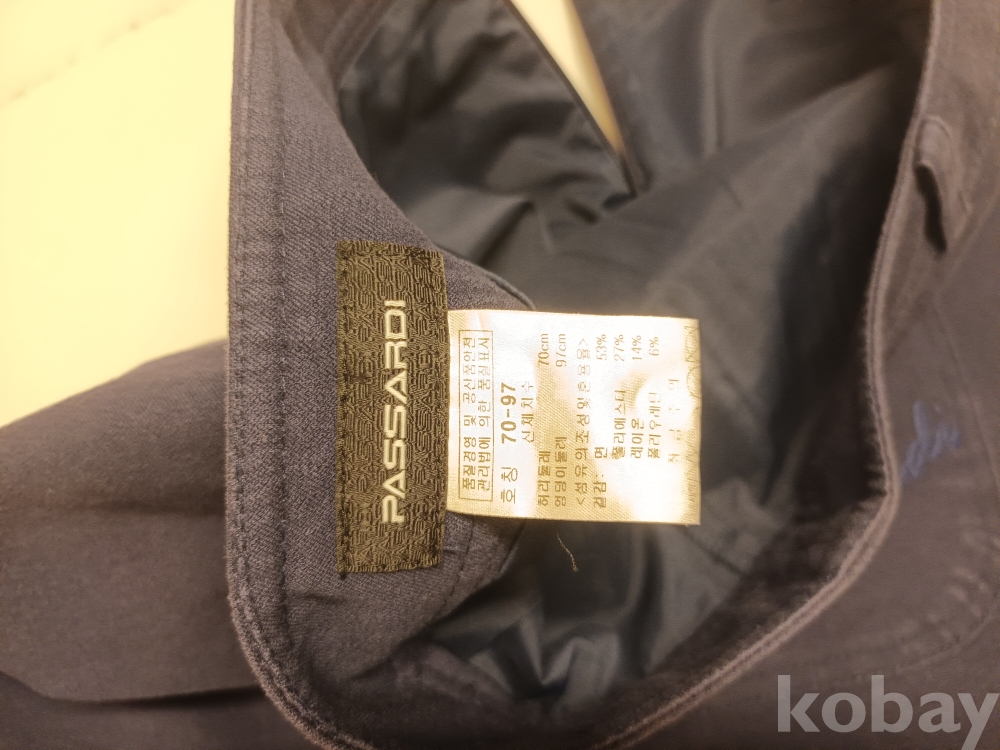 PASSARDI
품질경영 및 공산품안전
관리법에 의한 품질표시
호칭 70-97
신체치수
허리둘레 70cm
엉덩이둘레 97cm
<섬유의조성및혼용율>
겉감 : 면 53%
폴리에스터 27%
레이온 14%
폴리우레탄 6%
kobay